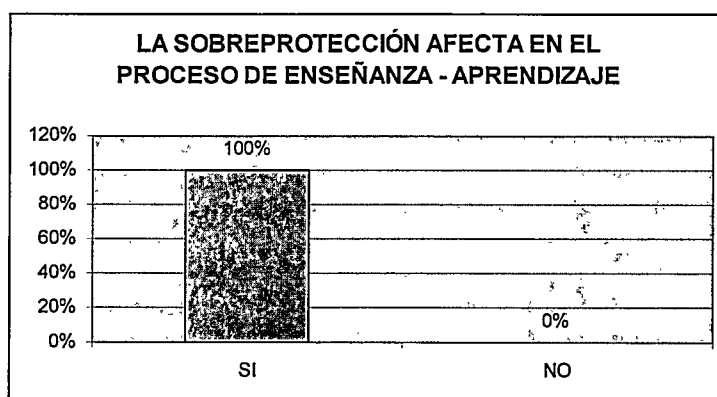 LA SOBREPROTECCIÓN AFECTA EN EL
PROCESO DE ENSEÑANZA - APRENDIZAJE
120%
100%
80%
60%
40%
20%
0%
100%
0%
SI
NO